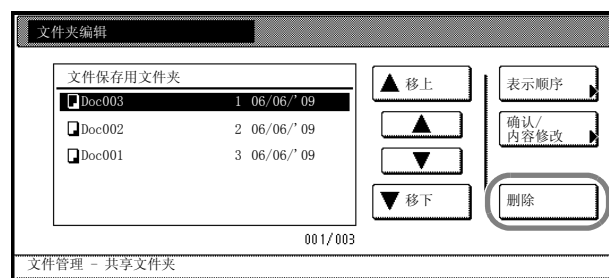 文件夹编辑
文件保存用文件夹
Doc003 1 06/06/'09
Doc002 2 06/06/'09
Doc001 3 06/06/'09
001/003
▲ 移上
▲
▼
▼ 移下
表示顺序
确认/
内容修改
删除
文件管理 - 共享文件夹